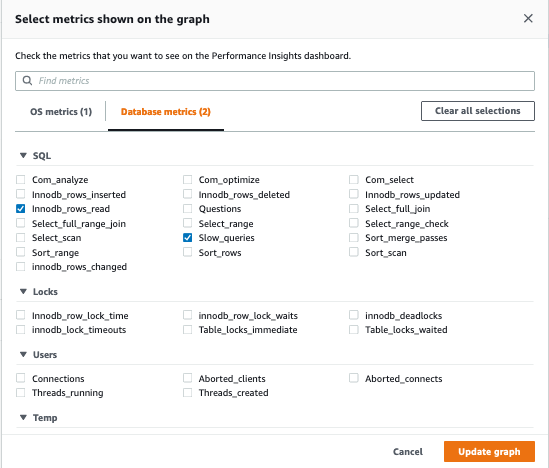 Select metrics shown on the graph
Check the metrics that you want to see on the Performance Insights dashboard.
Find metrics
OS metrics (1) Database metrics (2) Clear all selections
SQL
Com_analyze Com_optimize Com_select
Innodb_rows_inserted Innodb_rows_deleted Innodb_rows_updated
Innodb_rows_read Questions Select_full_join
Select_full_range_join Select_range Select_range_check
Select_scan Slow_queries Sort_merge_passes
Sort_range Sort_rows Sort_scan
innodb_rows_changed
Locks
Innodb_row_lock_time innodb_row_lock_waits innodb_deadlocks
innodb_lock_timeouts Table_locks_immediate Table_locks_waited
Users
Connections Aborted_clients Aborted_connects
Threads_running Threads_created
Temp
Cancel Update graph